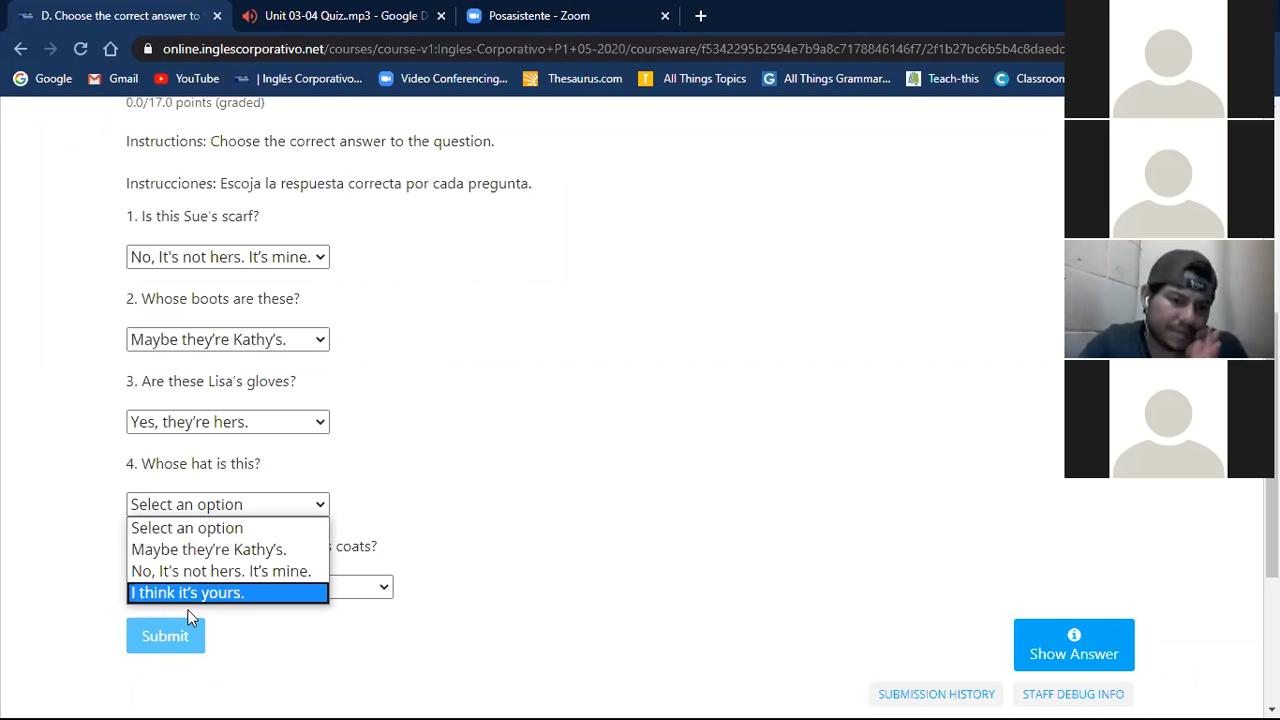 D. Choose the correct answer to
Unit 03-04 Quiz..mp3 - Google D
Posasistente - Zoom
online.inglescorporativo.net/courses/course-v1:Ingles-Corporativo+P1+05-2020/courseware/f5342295b2594e7b9a8c7178846146f7/2f1b27bc6b5b4c8daedc
Google
Gmail
YouTube
| Inglés Corporativo...
Video Conferencing...
Thesaurus.com
All Things Topics
All Things Grammar...
Teach-this
Classroom
0.0/17.0 points (graded)
Instructions: Choose the correct answer to the question.
Instrucciones: Escoja la respuesta correcta por cada pregunta.
1. Is this Sue's scarf?
No, It's not hers. It's mine.
2. Whose boots are these?
Maybe they're Kathy's.
3. Are these Lisa's gloves?
Yes, they're hers.
4. Whose hat is this?
Select an option
Select an option
Maybe they're Kathy's.
No, It's not hers. It's mine.
I think it's yours.
coats?
Submit
Show Answer
SUBMISSION HISTORY
STAFF DEBUG INFO